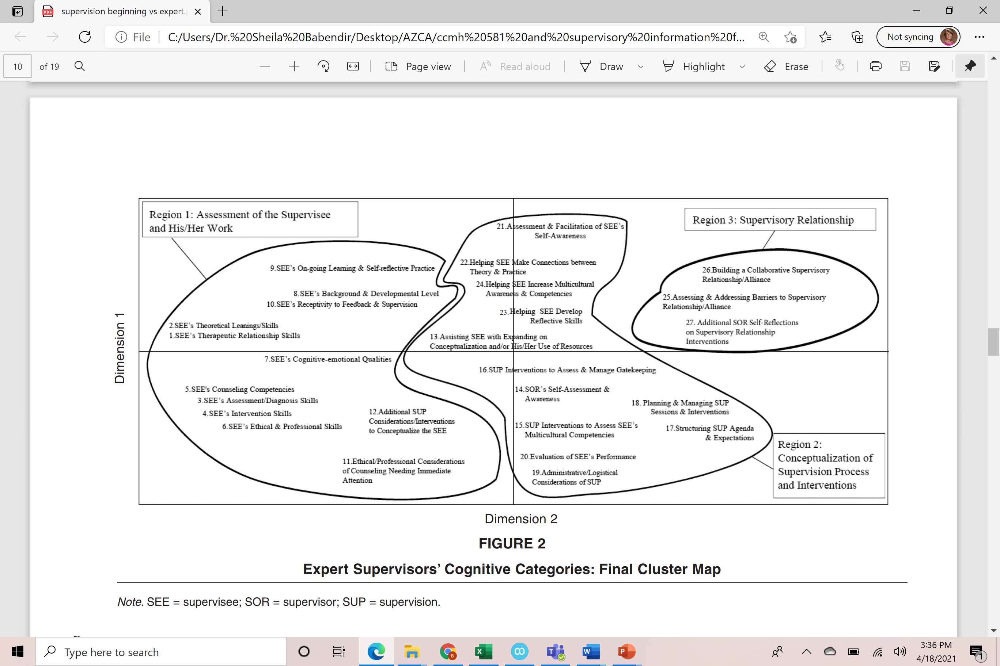 supervision beginning vs expert.p
File
C:/Users/Dr.%20Sheila%20Babendir/Desktop/AZCA/ccmh%20581%20and%20supervisory%20information%20f...
Not syncing
10
of 19
Page view
Read aloud
Draw
Highlight
Erase
Region 1: Assessment of the Supervisee
and His/Her Work
Region 3: Supervisory Relationship
21.Assessment & Facilitation of SEE's
Self-Awareness
9.SEE's On-going Learning & Self-reflective Practice
22.Helping SEE Make Connections between
Theory & Practice
26.Building a Collaborative Supervisory
Relationship/Alliance
24.Helping SEE Increase Multicultural
Awareness & Competencies
8.SEE's Background & Developmental Level
10.SEE's Receptivity to Feedback & Supervision
25.Assessing & Addressing Barriers to Supervisory
Relationship/Alliance
23.Helping SEE Develop
Reflective Skills
2.SEE's Theoretical Leanings/Skills
1.SEE's Therapeutic Relationship Skills
27. Additional SOR Self-Reflections
on Supervisory Relationship
Interventions
13.Assisting SEE with Expanding on
Conceptualization and/or His/Her Use of Resources
Dimension 1
7.SEE's Cognitive-emotional Qualities
16.SUP Interventions to Assess & Manage Gatekeeping
5.SEE's Counseling Competencies
3.SEE's Assessment/Diagnosis Skills
4.SEE's Intervention Skills
6.SEE's Ethical & Professional Skills
14.SOR's Self-Assessment &
Awareness
18. Planning & Managing SUP
Sessions & Interventions
12.Additional SUP
Considerations/Interventions
to Conceptualize the SEE
15.SUP Interventions to Assess SEE's
Multicultural Competencies
17.Structuring SUP Agenda
& Expectations
11.Ethical/Professional Considerations
of Counseling Needing Immediate
Attention
20.Evaluation of SEE's Performance
19.Administrative/Logistical
Considerations of SUP
Region 2:
Conceptualization of
Supervision Process
and Interventions
Dimension 2
FIGURE 2
Expert Supervisors' Cognitive Categories: Final Cluster Map
Note. SEE = supervisee; SOR = supervisor; SUP = supervision.
Type here to search
3:36 PM
4/18/2021
1